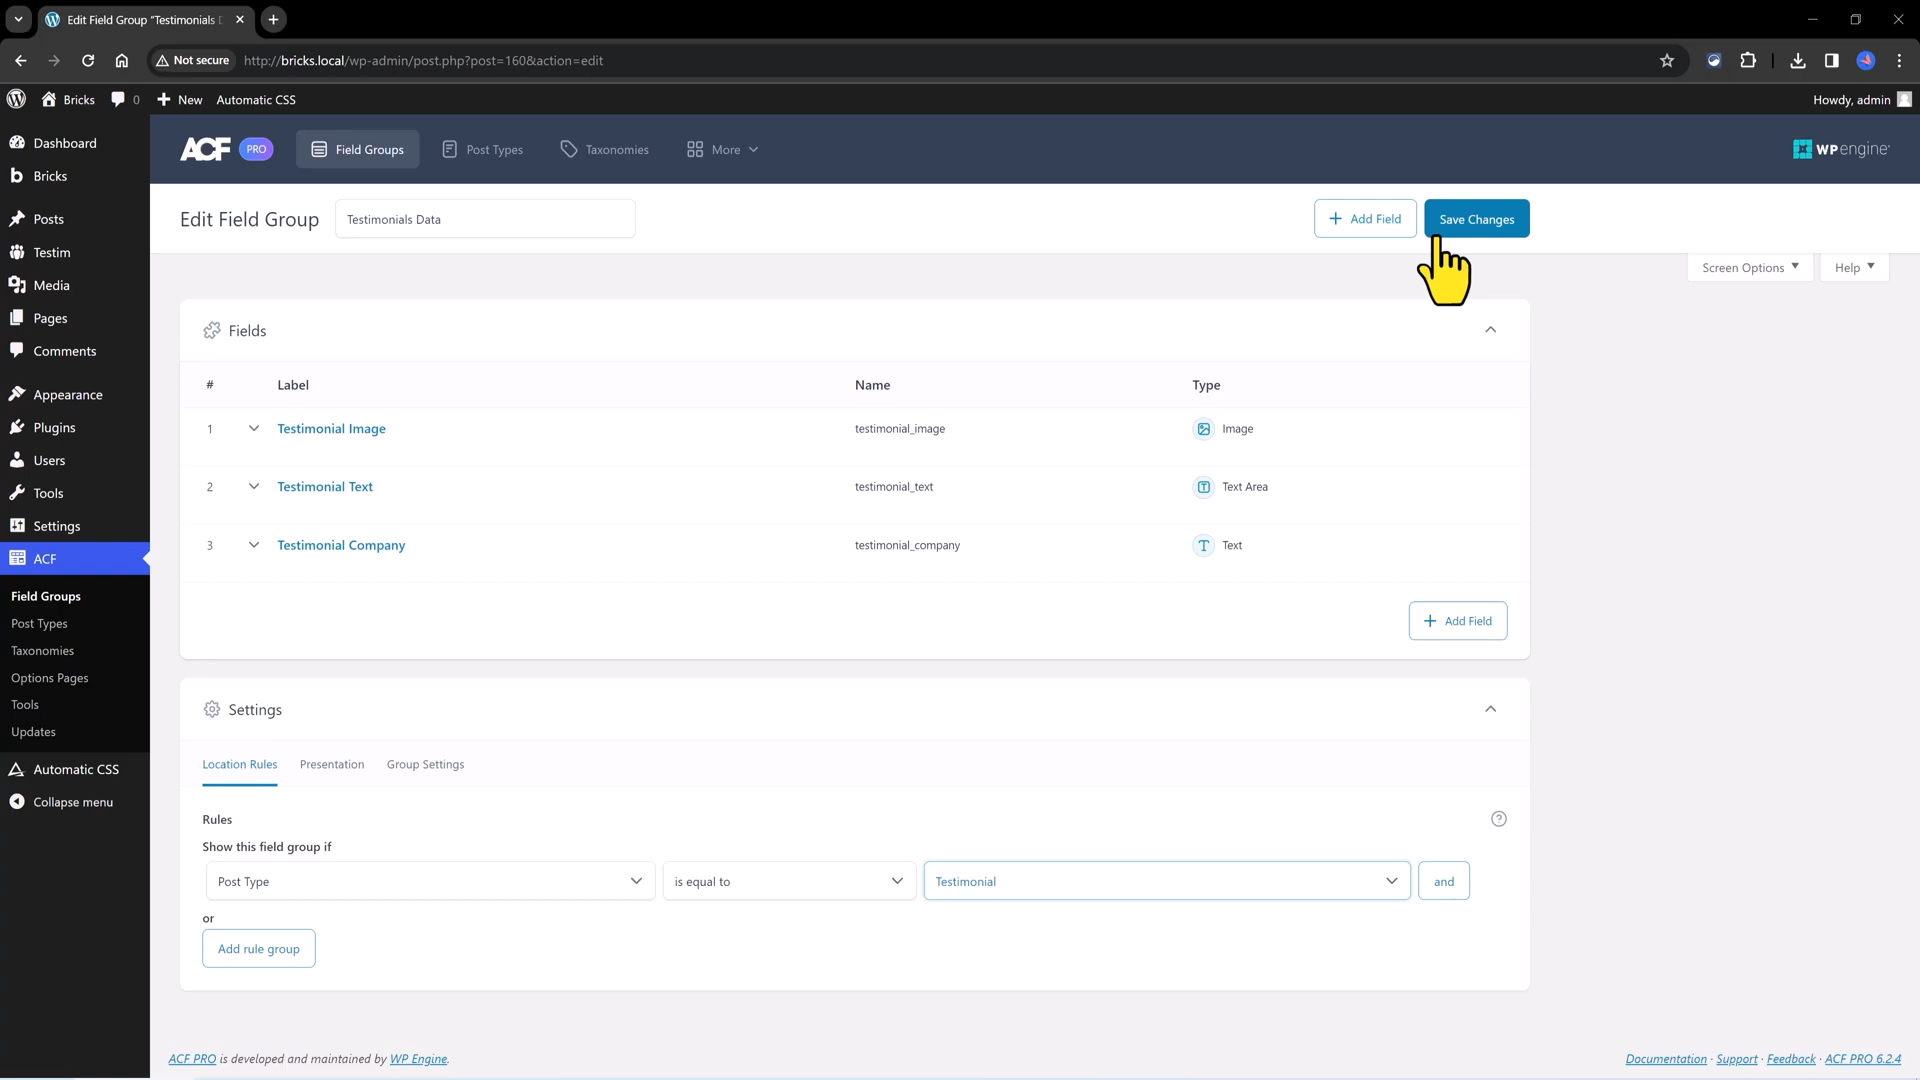 Edit Field Group "Testimonials D
Not secure
http://bricks.local/wp-admin/post.php?post=160&action=edit
Bricks
0
New
Automatic CSS
Howdy, admin
Dashboard
Bricks
Posts
Testim
Media
Pages
Comments
Appearance
Plugins
Users
Tools
Settings
ACF
Field Groups
Post Types
Taxonomies
Options Pages
Tools
Updates
Automatic CSS
Collapse menu
ACF PRO
Field Groups
Post Types
Taxonomies
More
WP engine
Edit Field Group
Testimonials Data
Add Field
Save Changes
Screen Options
Help
Fields
# Label Name Type
1 Testimonial Image testimonial_image Image
2 Testimonial Text testimonial_text Text Area
3 Testimonial Company testimonial_company Text
Add Field
Settings
Location Rules Presentation Group Settings
Rules
Show this field group if
Post Type is equal to Testimonial and
or
Add rule group
ACF PRO is developed and maintained by WP Engine.
Documentation · Support · Feedback · ACF PRO 6.2.4